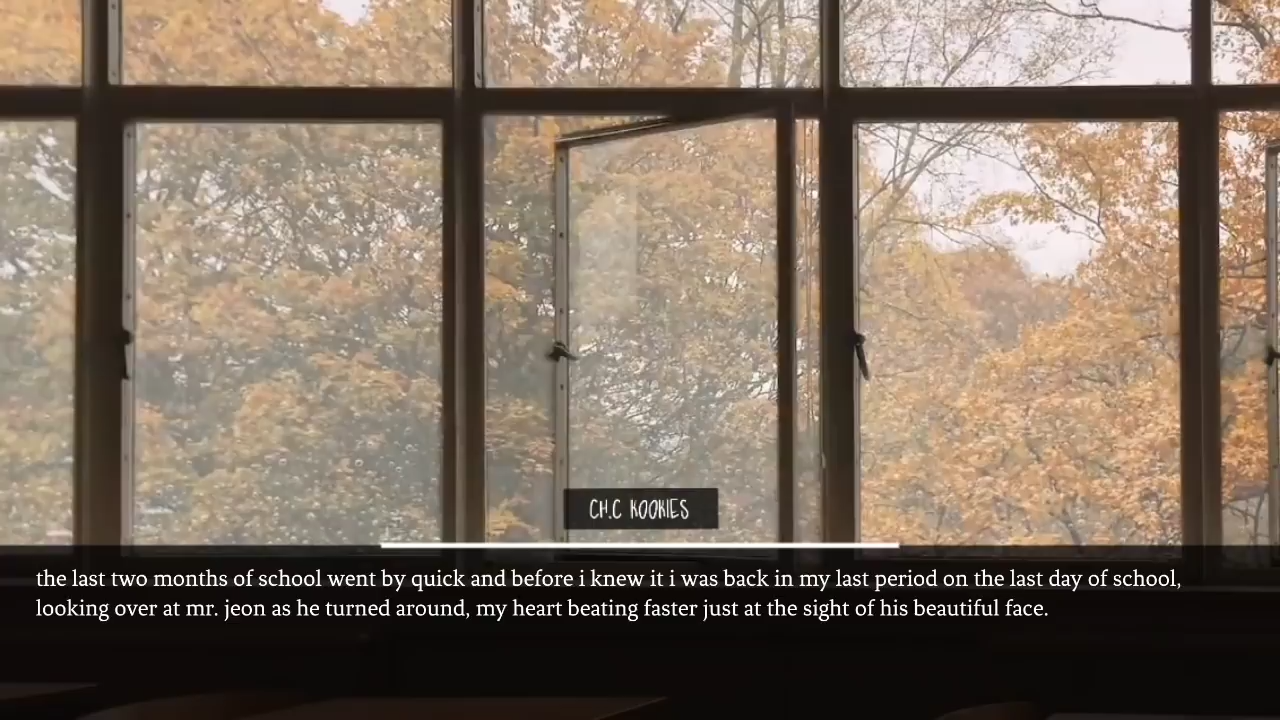 CH.C KOOKIES
the last two months of school went by quick and before i knew it i was back in my last period on the last day of school,
looking over at mr. jeon as he turned around, my heart beating faster just at the sight of his beautiful face.